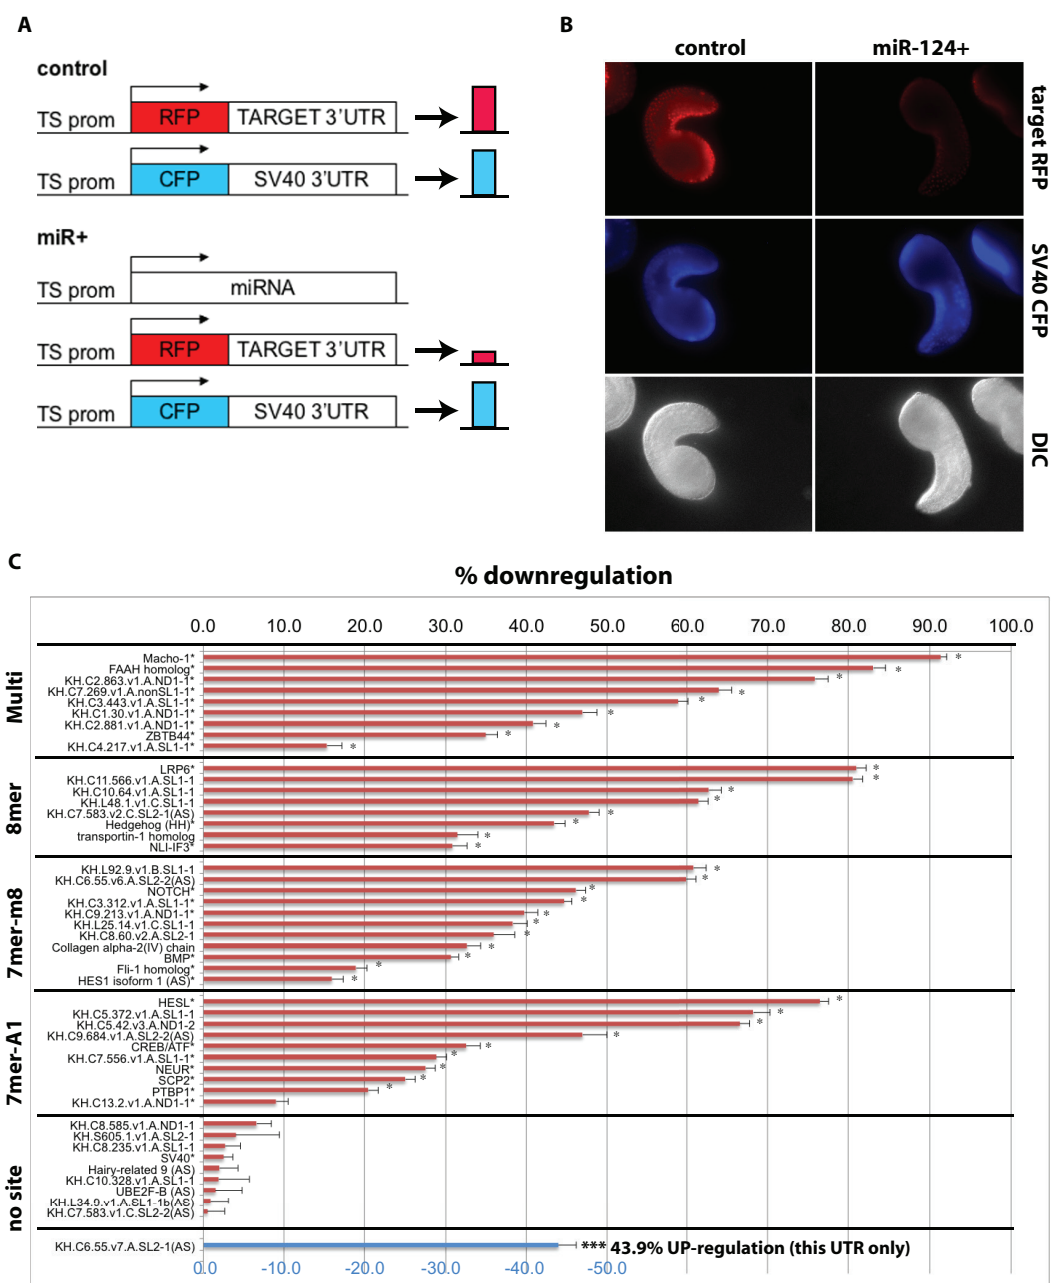 A
control
TS prom RFP TARGET 3'UTR
TS prom CFP SV40 3'UTR
miR+
TS prom miRNA
TS prom RFP TARGET 3'UTR
TS prom CFP SV40 3'UTR
B
control miR-124+
target RFP
SV40 CFP
DIC
C
% downregulation
0.0 10.0 20.0 30.0 40.0 50.0 60.0 70.0 80.0 90.0 100.0
Multi
Macho-1* *
FAAH homolog* *
KH.C2.863.v1.A.ND1-1* *
KH.C7.269.v1.A.nonSL1-1* *
KH.C3.443.v1.A.SL1-1* *
KH.C1.30.v1.A.ND1-1* *
KH.C2.881.v1.A.ND1-1* *
ZBTB44* *
KH.C4.217.v1.A.SL1-1* *
8mer
LRP6* *
KH.C11.566.v1.A.SL1-1 *
KH.C10.64.v1.A.SL1-1 *
KH.L48.1.v1.C.SL1-1 *
KH.C7.583.v2.C.SL2-1(AS) *
Hedgehog (HH)* *
transportin-1 homolog *
NLI-IF3* *
7mer-m8
KH.L92.9.v1.B.SL1-1 *
KH.C6.55.v6.A.SL2-2(AS) *
NOTCH* *
KH.C3.312.v1.A.SL1-1* *
KH.C9.213.v1.A.ND1-1* *
KH.L25.14.v1.C.SL1-1 *
KH.C8.60.v2.A.SL2-1 *
Collagen alpha-2(IV) chain *
BMP* *
Fli-1 homolog* *
HES1 isoform 1 (AS)* *
7mer-A1
HESL* *
KH.C5.372.v1.A.SL1-1 *
KH.C5.42.v3.A.ND1-2 *
KH.C9.684.v1.A.SL2-2(AS) *
CREB/ATF* *
KH.C7.556.v1.A.SL1-1* *
NEUR* *
SCP2* *
PTBP1* *
KH.C13.2.v1.A.ND1-1*
no site
KH.C8.585.v1.A.ND1-1
KH.S605.1.v1.A.SL2-1
KH.C8.235.v1.A.SL1-1
SV40*
Hairy-related 9 (AS)
KH.C10.328.v1.A.SL1-1
UBE2F-B (AS)
KH.L34.9.v1.A.SL1-1b(AS)
KH.C7.583.v1.C.SL2-2(AS)
KH.C6.55.v7.A.SL2-1(AS) *** 43.9% UP-regulation (this UTR only)
0.0 -10.0 -20.0 -30.0 -40.0 -50.0